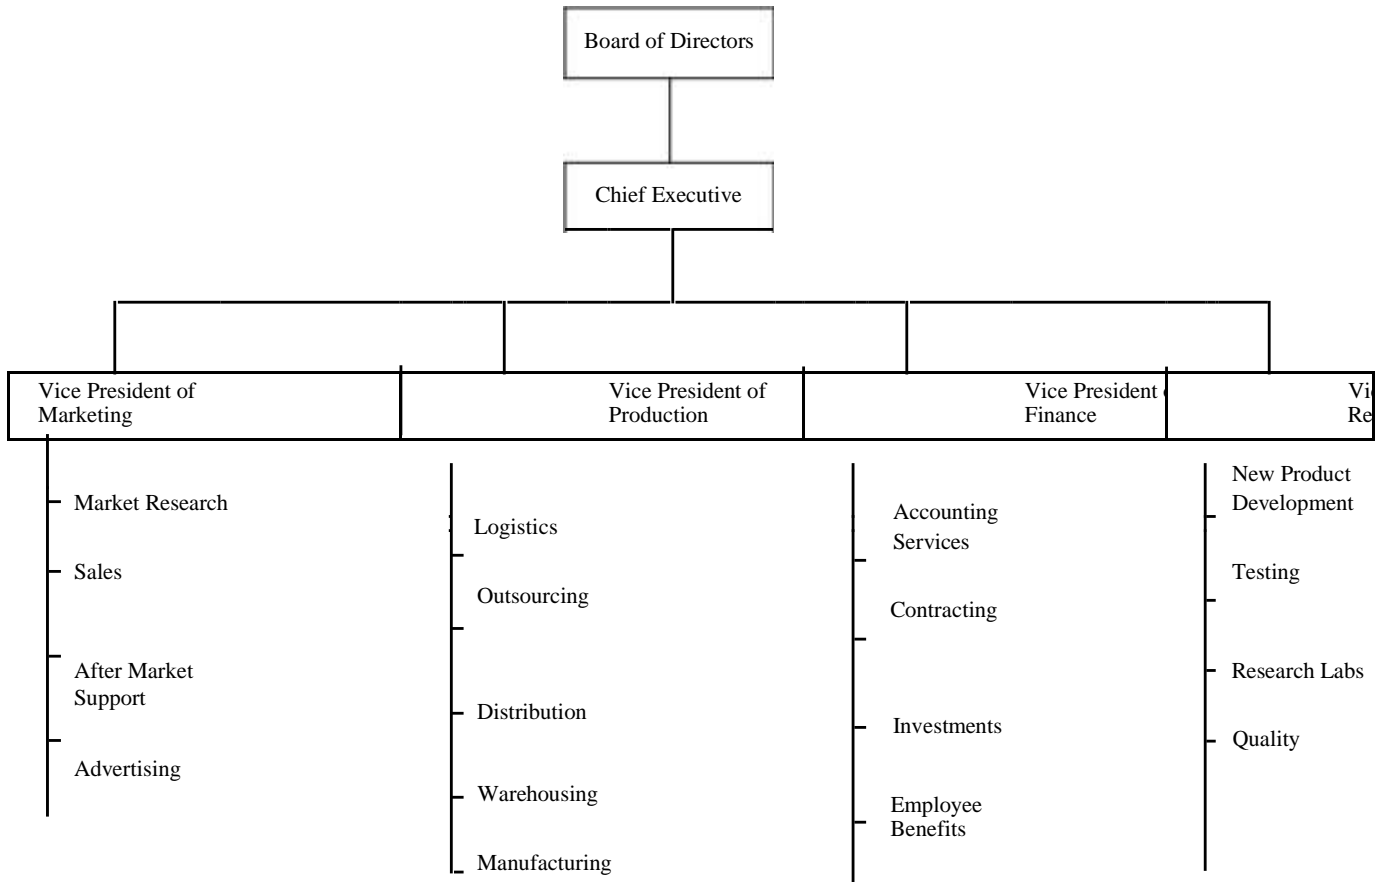 Board of Directors
Chief Executive
Vice President of
Marketing
Vice President of
Production
Vice President
Finance
Market Research
Sales
After Market
Support
Advertising
Logistics
Outsourcing
Distribution
Warehousing
Manufacturing
Accounting
Services
Contracting
Investments
Employee
Benefits
New Product
Development
Testing
Research Labs
Quality